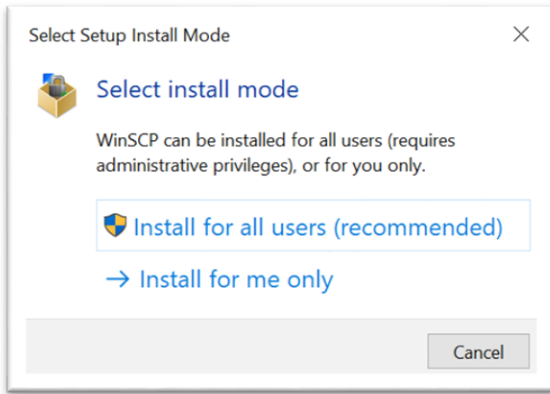 Select Setup Install Mode
Select install mode
WinSCP can be installed for all users (requires
administrative privileges), or for you only.
Install for all users (recommended)
Install for me only
Cancel